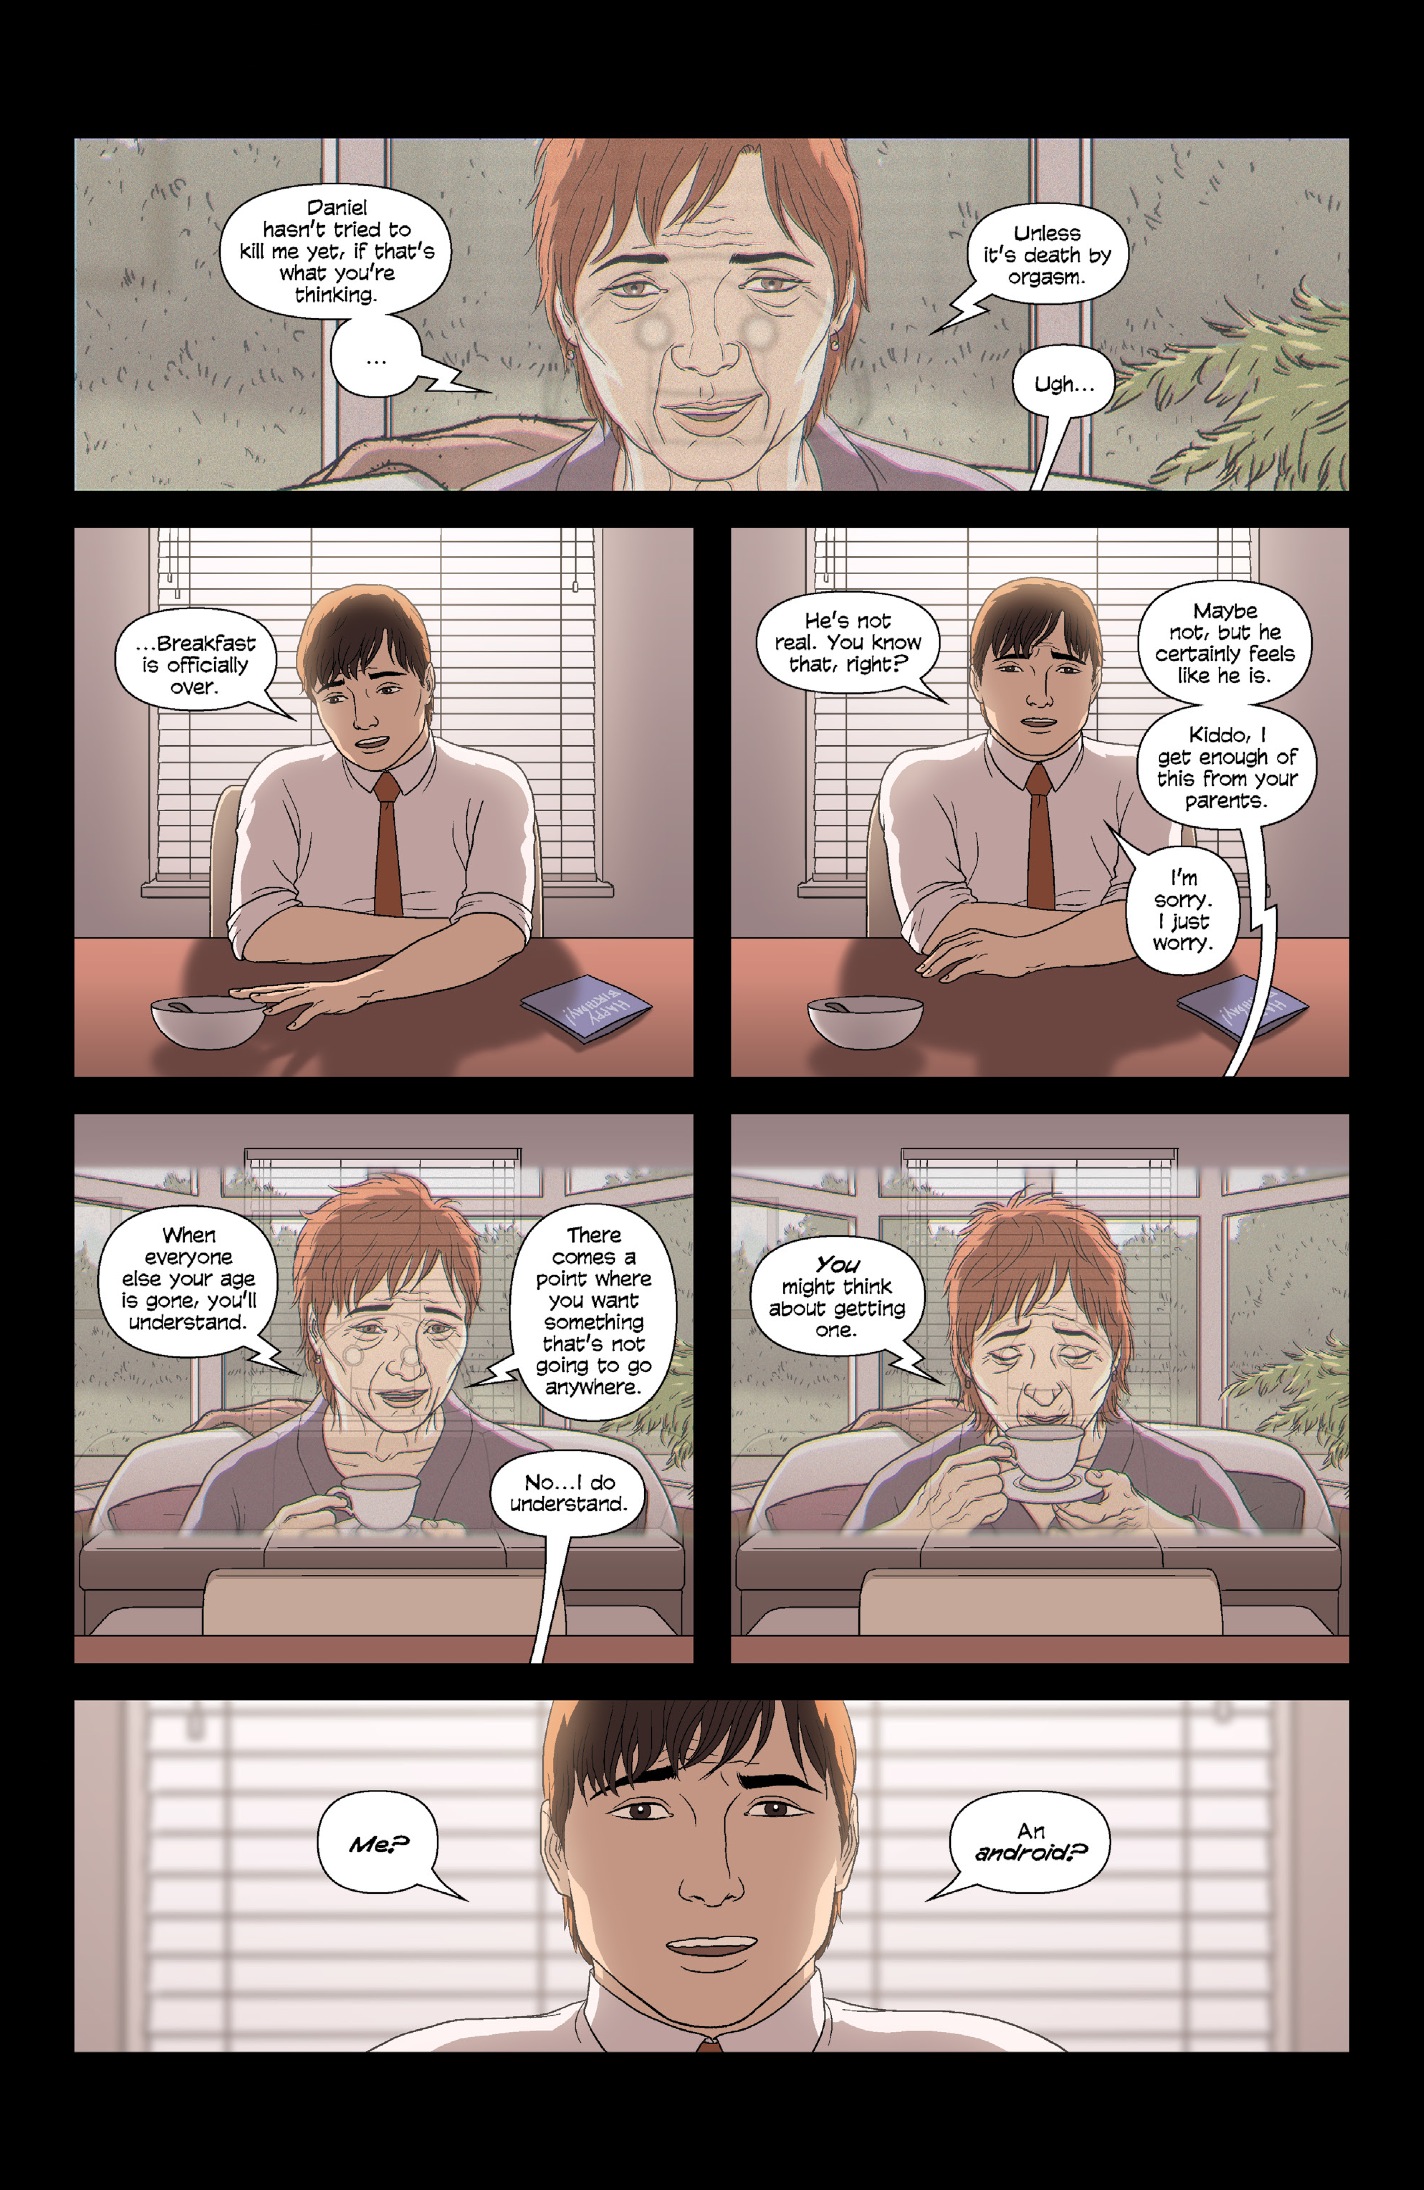 Daniel
hasn't tried to
kill me yet, if that's
what you're
thinking.
...
Unless
it's death by
orgasm.
Ugh...
...Breakfast
is officially
over.
HAPPY
BIRTHDAY!
He's not
real. You know
that, right?
Maybe
not, but he
certainly feels
like he is.
Kiddo, I
get enough of
this from your
parents.
I'm
sorry.
I just
worry.
HAPPY
When
everyone
else your age
is gone, you'll
understand.
There
comes a
point where
you want
something
that's not
going to go
anywhere.
No...I do
understand.
You
might think
about getting
one.
Me?
An
android?